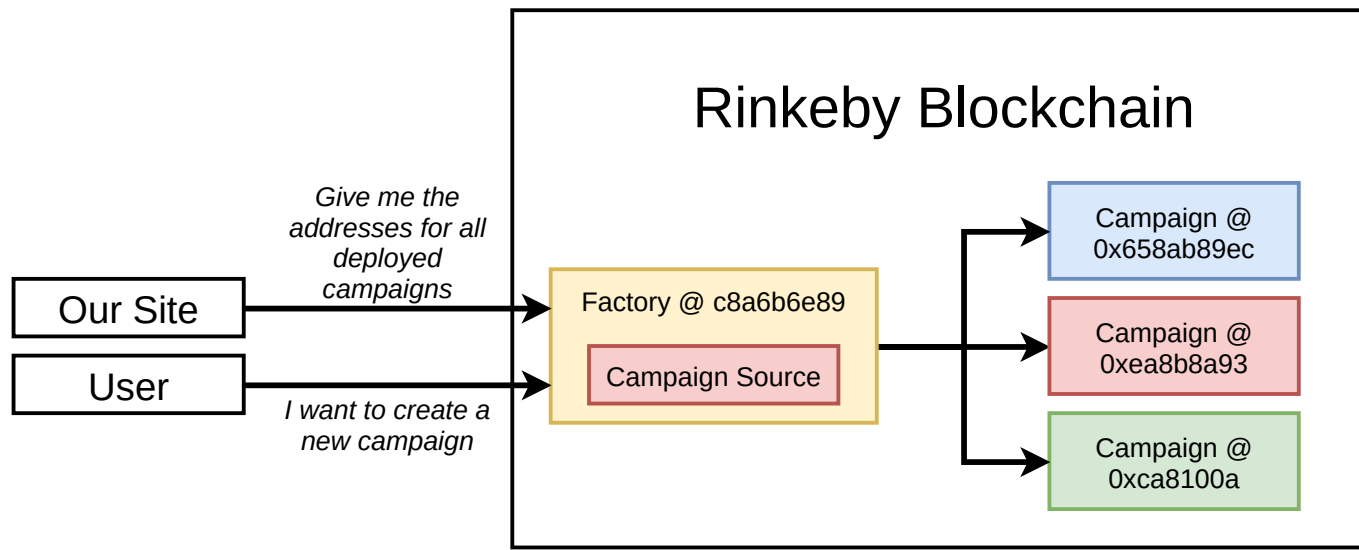 Rinkeby Blockchain
Give me the
addresses for all
deployed
campaigns
Our Site
User
I want to create a
new campaign
Factory @ c8a6b6e89
Campaign Source
Campaign @
0x658ab89ec
Campaign @
0xea8b8a93
Campaign @
0xca8100a